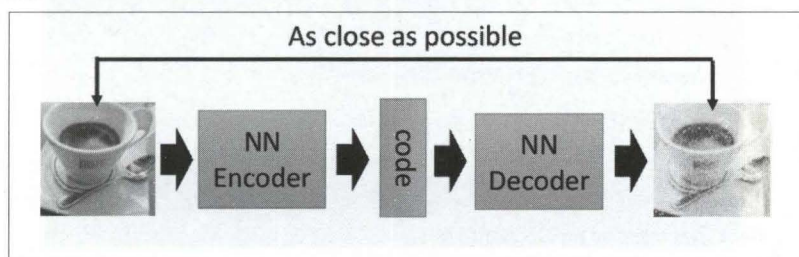 As close as possible
NN
Encoder
code
NN
Decoder